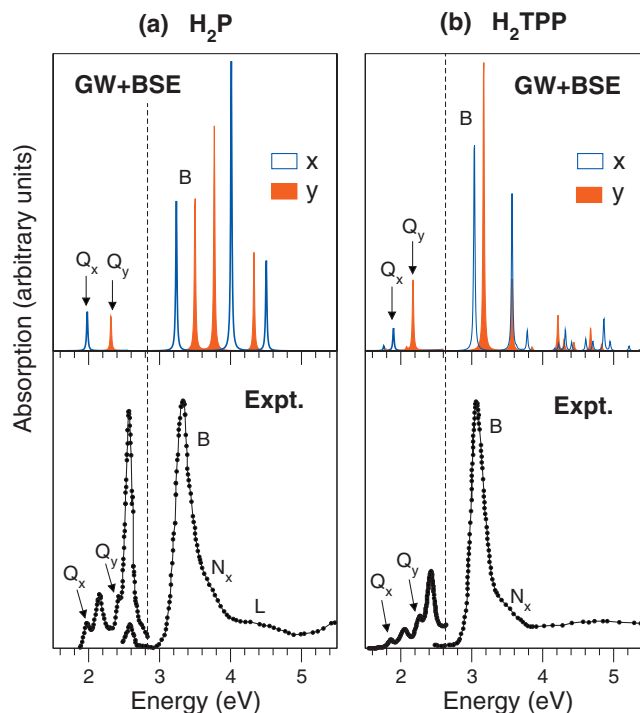 (a) H₂P
(b) H₂TPP
Absorption (arbitrary units)
GW+BSE
B
x
y
Qx
Qy
GW+BSE
B
x
y
Qy
Qx
Expt.
B
Qx
Qy
Nx
L
2 3 4 5
Energy (eV)
Expt.
B
Qy
Qx
Nx
2 3 4 5
Energy (eV)